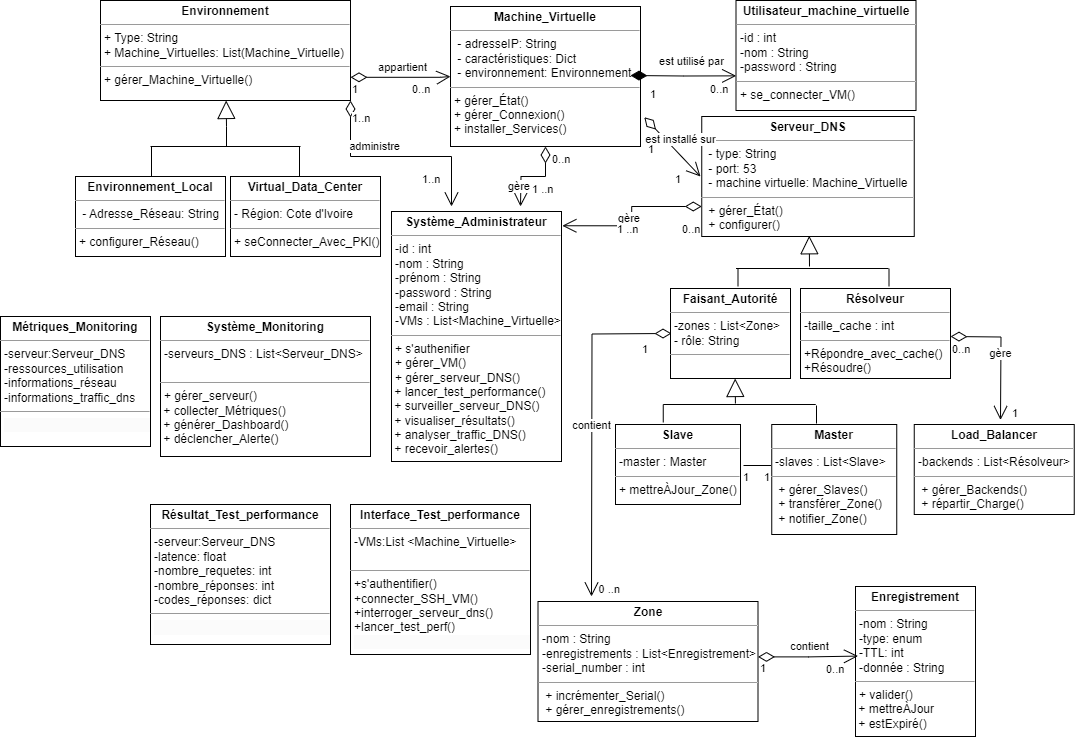 Environnement
+ Type: String
+ Machine_Virtuelles: List(Machine_Virtuelle)
+ gérer_Machine_Virtuelle()
appartient
1
0..n
Machine_Virtuelle
- adresseIP: String
- caractéristiques: Dict
- environnement: Environnement
+ gérer_État()
+ gérer_Connexion()
+ installer_Services()
est utilisé par
1
0..n
Utilisateur_machine_virtuelle
-id : int
-nom : String
-password : String
+ se_connecter_VM()
1..n
administre
1..n
0..n
gère
1 ..n
est installé sur
1
1
Serveur_DNS
- type: String
- port: 53
- machine virtuelle: Machine_Virtuelle
+ gérer_État()
+ configurer()
gère
1 ..n
0..n
Environnement_Local
- Adresse_Réseau: String
+ configurer_Réseau()
Virtual_Data_Center
- Région: Cote d'Ivoire
+ seConnecter_Avec_PKI()
Système_Administrateur
-id : int
-nom : String
-prénom : String
-password : String
-email : String
-VMs : List<Machine_Virtuelle>
+ s'authenifier
+ gérer_VM()
+ gérer_serveur_DNS()
+ lancer_test_performance()
+ surveiller_serveur_DNS()
+ visualiser_résultats()
+ analyser_traffic_DNS()
+ recevoir_alertes()
Métriques_Monitoring
-serveur:Serveur_DNS
-ressources_utilisation
-informations_réseau
-informations_traffic_dns
Système_Monitoring
-serveurs_DNS : List<Serveur_DNS>
+ gérer_serveur()
+ collecter_Métriques()
+ générer_Dashboard()
+ déclencher_Alerte()
Faisant_Autorité
-zones : List<Zone>
- rôle: String
1
contient
0 ..n
Résolveur
-taille_cache : int
+Répondre_avec_cache()
+Résoudre()
0..n
gère
1
Slave
-master : Master
+ mettreÀJour_Zone()
1
1
Master
-slaves : List<Slave>
+ gérer_Slaves()
+ transférer_Zone()
+ notifier_Zone()
Load_Balancer
-backends : List<Résolveur>
+ gérer_Backends()
+ répartir_Charge()
Résultat_Test_performance
-serveur:Serveur_DNS
-latence: float
-nombre_requetes: int
-nombre_réponses: int
-codes_réponses: dict
Interface_Test_performance
-VMs:List <Machine_Virtuelle>
+s'authentifier()
+connecter_SSH_VM()
+interroger_serveur_dns()
+lancer_test_perf()
Zone
-nom : String
-enregistrements : List<Enregistrement>
-serial_number : int
+ incrémenter_Serial()
+ gérer_enregistrements()
contient
1
0..n
Enregistrement
-nom : String
-type: enum
-TTL: int
-donnée : String
+ valider()
+ mettreÀJour
+ estExpiré()